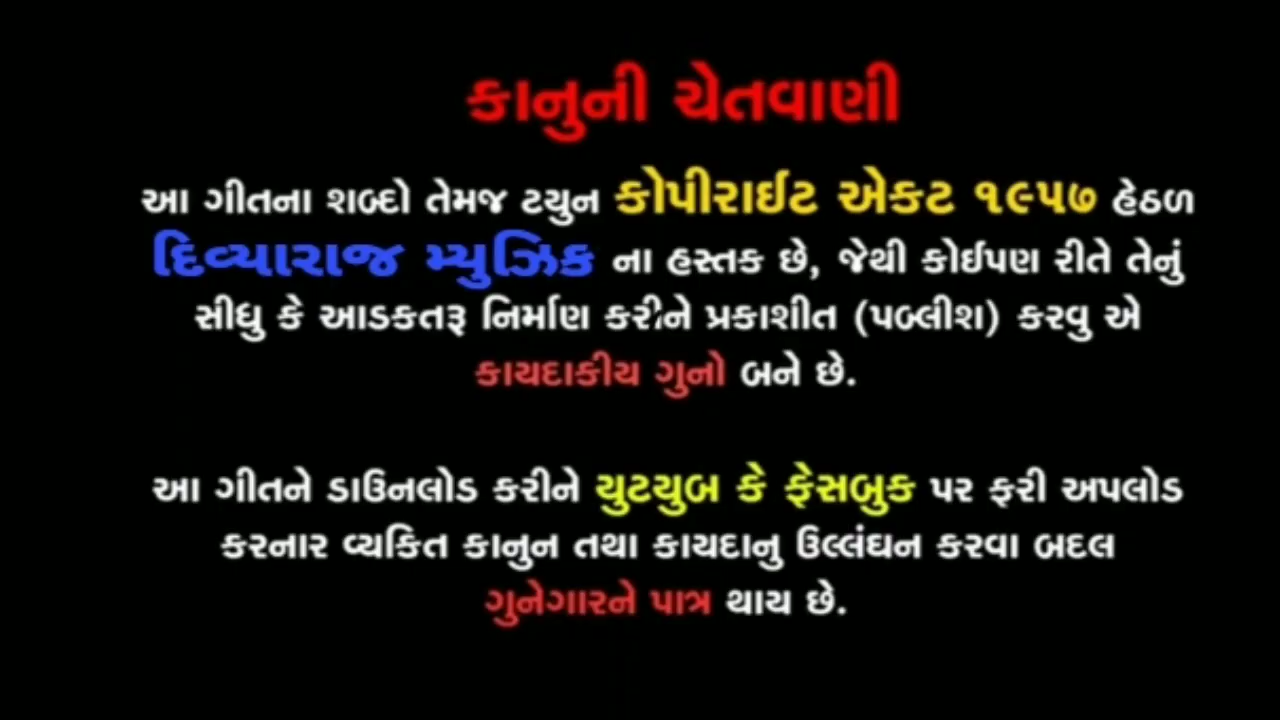 કાનુની ચેતવાણી
આ ગીતના શબ્દો તેમજ ટયુન કોપીરાઈટ એકટ ૧૯૫૭ હેઠળ
દિવ્યારાજ મ્યુઝિક ના હસ્તક છે, જેથી કોઈપણ રીતે તેનું
સીધુ કે આડકતરૂ નિર્માણ કરીને પ્રકાશીત (પબ્લીશ) કરવુ એ
કાયદાકીય ગુનો બને છે.
આ ગીતને ડાઉનલોડ કરીને યુટયુબ કે ફેસબુક પર ફરી અપલોડ
કરનાર વ્યકિત કાનુન તથા કાયદાનુ ઉલ્લંઘન કરવા બદલ
ગુનેગારને પાત્ર થાય છે.